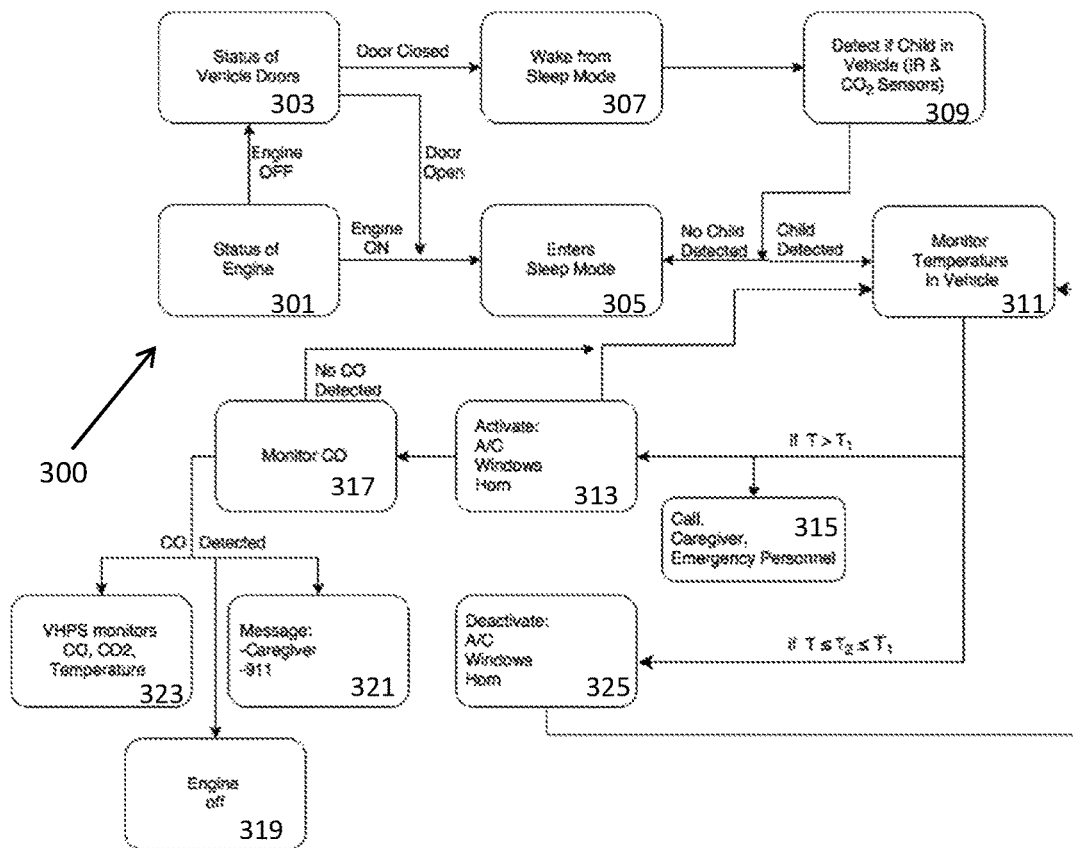 Status of
Vehicle Doors
303
Door Closed
Wake from
Sleep Mode
307
Detect if Child in
Vehicle (IR &
CO₂ Sensors)
309
Engine
OFF
Door
Open
Status of
Engine
301
Engine
ON
Enters
Sleep Mode
305
No Child
Detected
Child
Detected
Monitor
Temperature
in Vehicle
311
300
No CO
Detected
Monitor CO
317
Activate:
A/C
Windows
Horn
313
if T > T₁
Call,
Caregiver,
Emergency Personnel
315
CO Detected
VHPS monitors
CO, CO2,
Temperature
323
Message:
-Caregiver
-911
321
Deactivate:
A/C
Windows
Horn
325
if T ≤ T₂ ≤ T₁
Engine
off
319